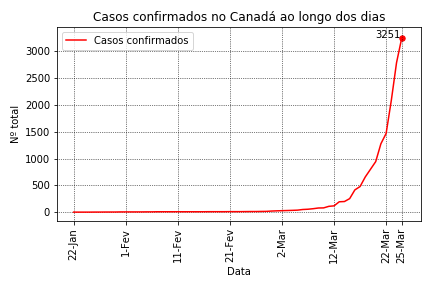 Casos confirmados no Canadá ao longo dos dias
Casos confirmados
3251
Nº total
3000
2500
2000
1500
1000
500
0
22-Jan
1-Fev
11-Fev
21-Fev
2-Mar
12-Mar
22-Mar
25-Mar
Data